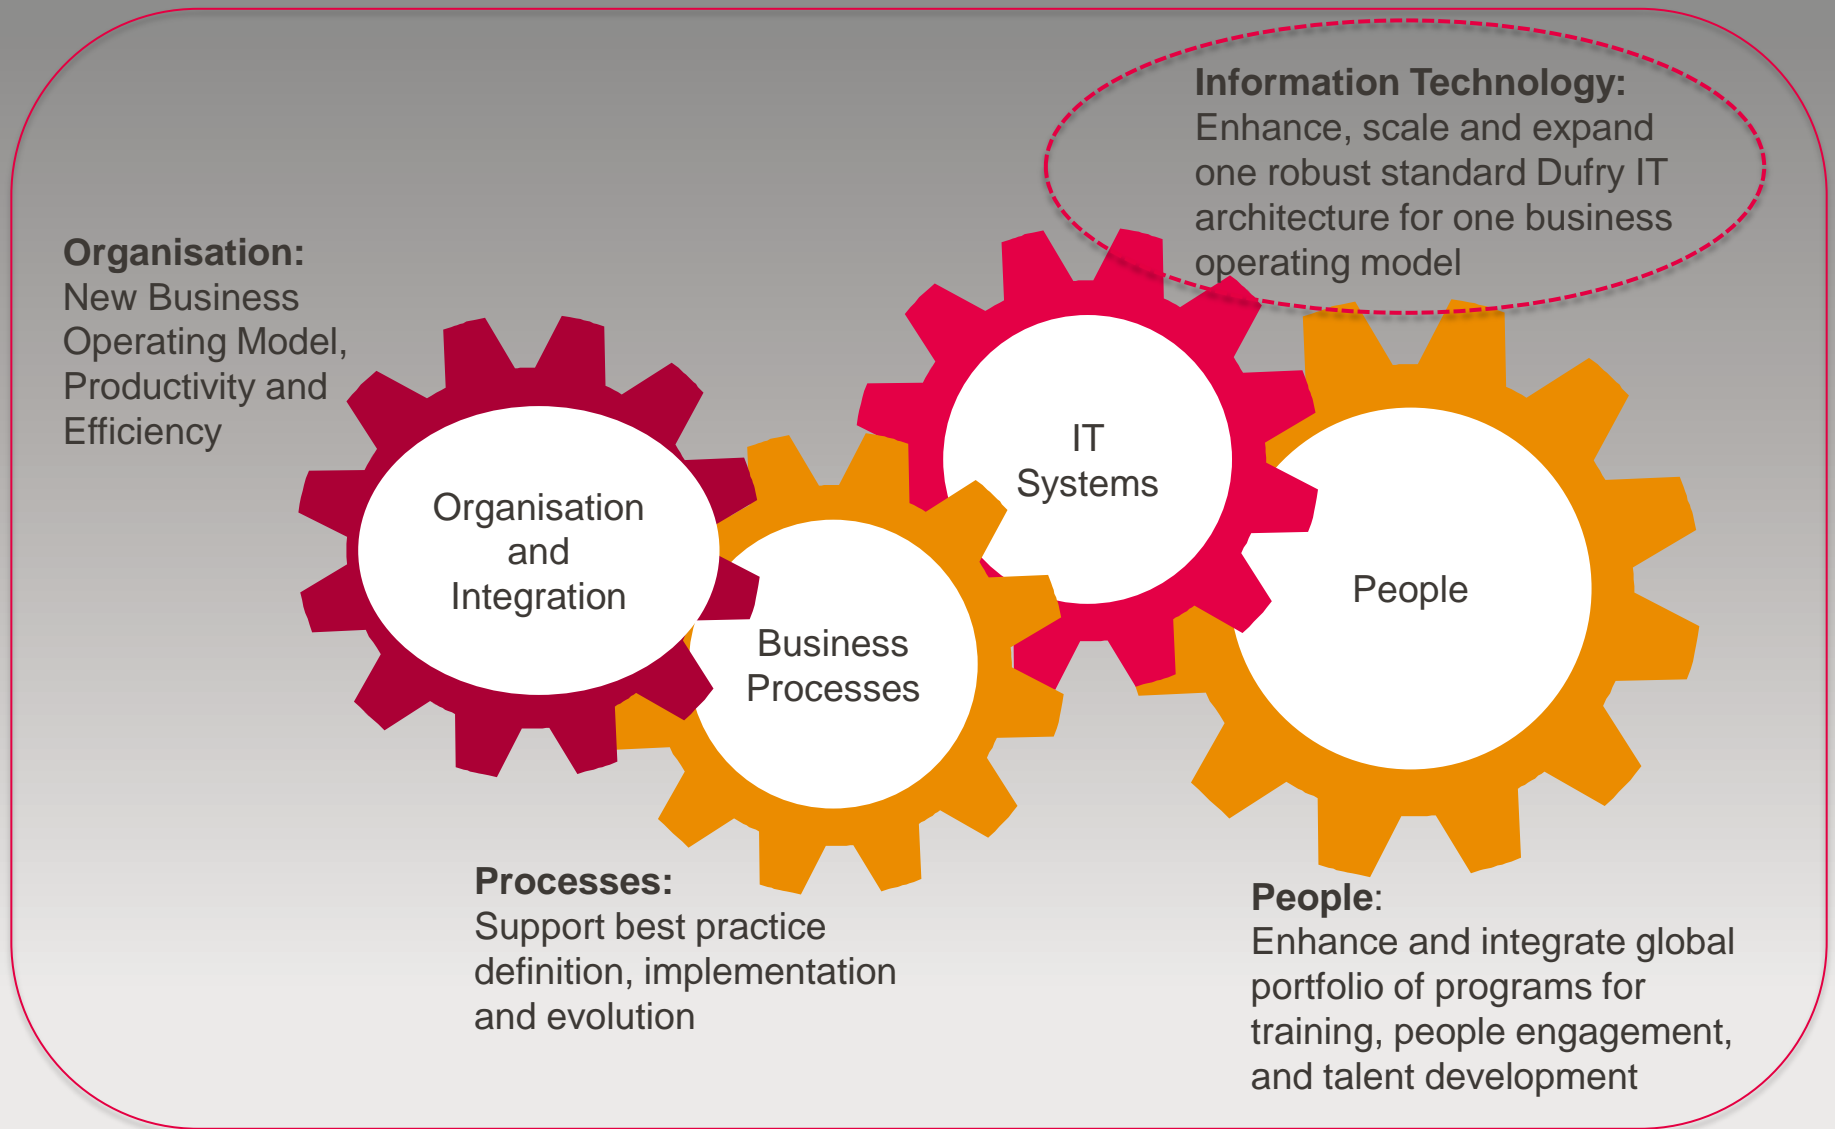 Information Technology:
Enhance, scale and expand
one robust standard Dufry IT
architecture for one business
operating model
Organisation:
New Business
Operating Model,
Productivity and
Efficiency
Organisation
and
Integration
Business
Processes
IT
Systems
People
Processes:
Support best practice
definition, implementation
and evolution
People:
Enhance and integrate global
portfolio of programs for
training, people engagement,
and talent development